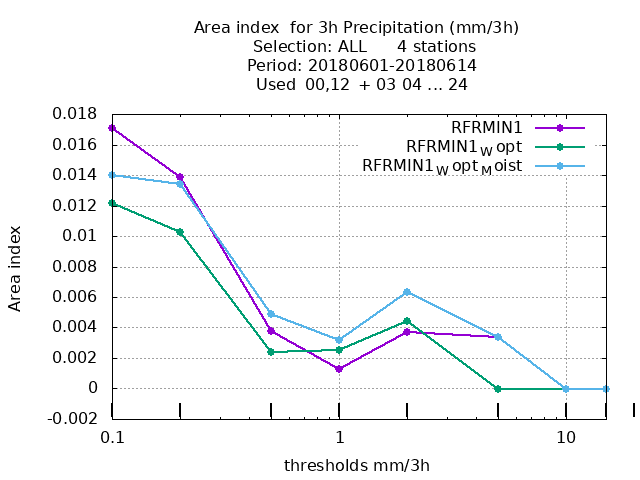 Area index  for 3h Precipitation (mm/3h)
Selection: ALL      4 stations
Period: 20180601-20180614
Used  00,12  + 03 04 ... 24
0.018
0.016
0.014
0.012
0.01
0.008
0.006
0.004
0.002
0
-0.002
Area index
RFRMIN1
RFRMIN1Wopt
RFRMIN1WoptMoist
0.1
1
10
thresholds mm/3h